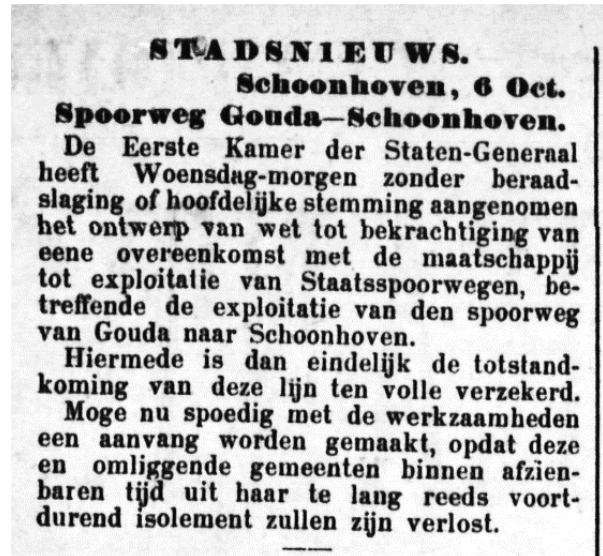 STADSNIEUWS.
Schoonhoven, 6 Oct.
Spoorweg Gouda—Schoonhoven.
De Eerste Kamer der Staten-Generaal
heeft Woensdag-morgen zonder beraad-
slaging of hoofdelijke stemming aangenomen
het ontwerp van wet tot bekrachtiging van
eene overeenkomst met de maatschappij
tot exploitatie van Staatsspoorwegen, be-
treffende de exploitatie van den spoorweg
van Gouda naar Schoonhoven.
Hiermede is dan eindelijk de totstand-
koming van deze lijn ten volle verzekerd.
Moge nu spoedig met de werkzaamheden
een aanvang worden gemaakt, opdat deze
en omliggende gemeenten binnen afzien-
baren tijd uit haar te lang reeds voort-
durend isolement zullen zijn verlost.